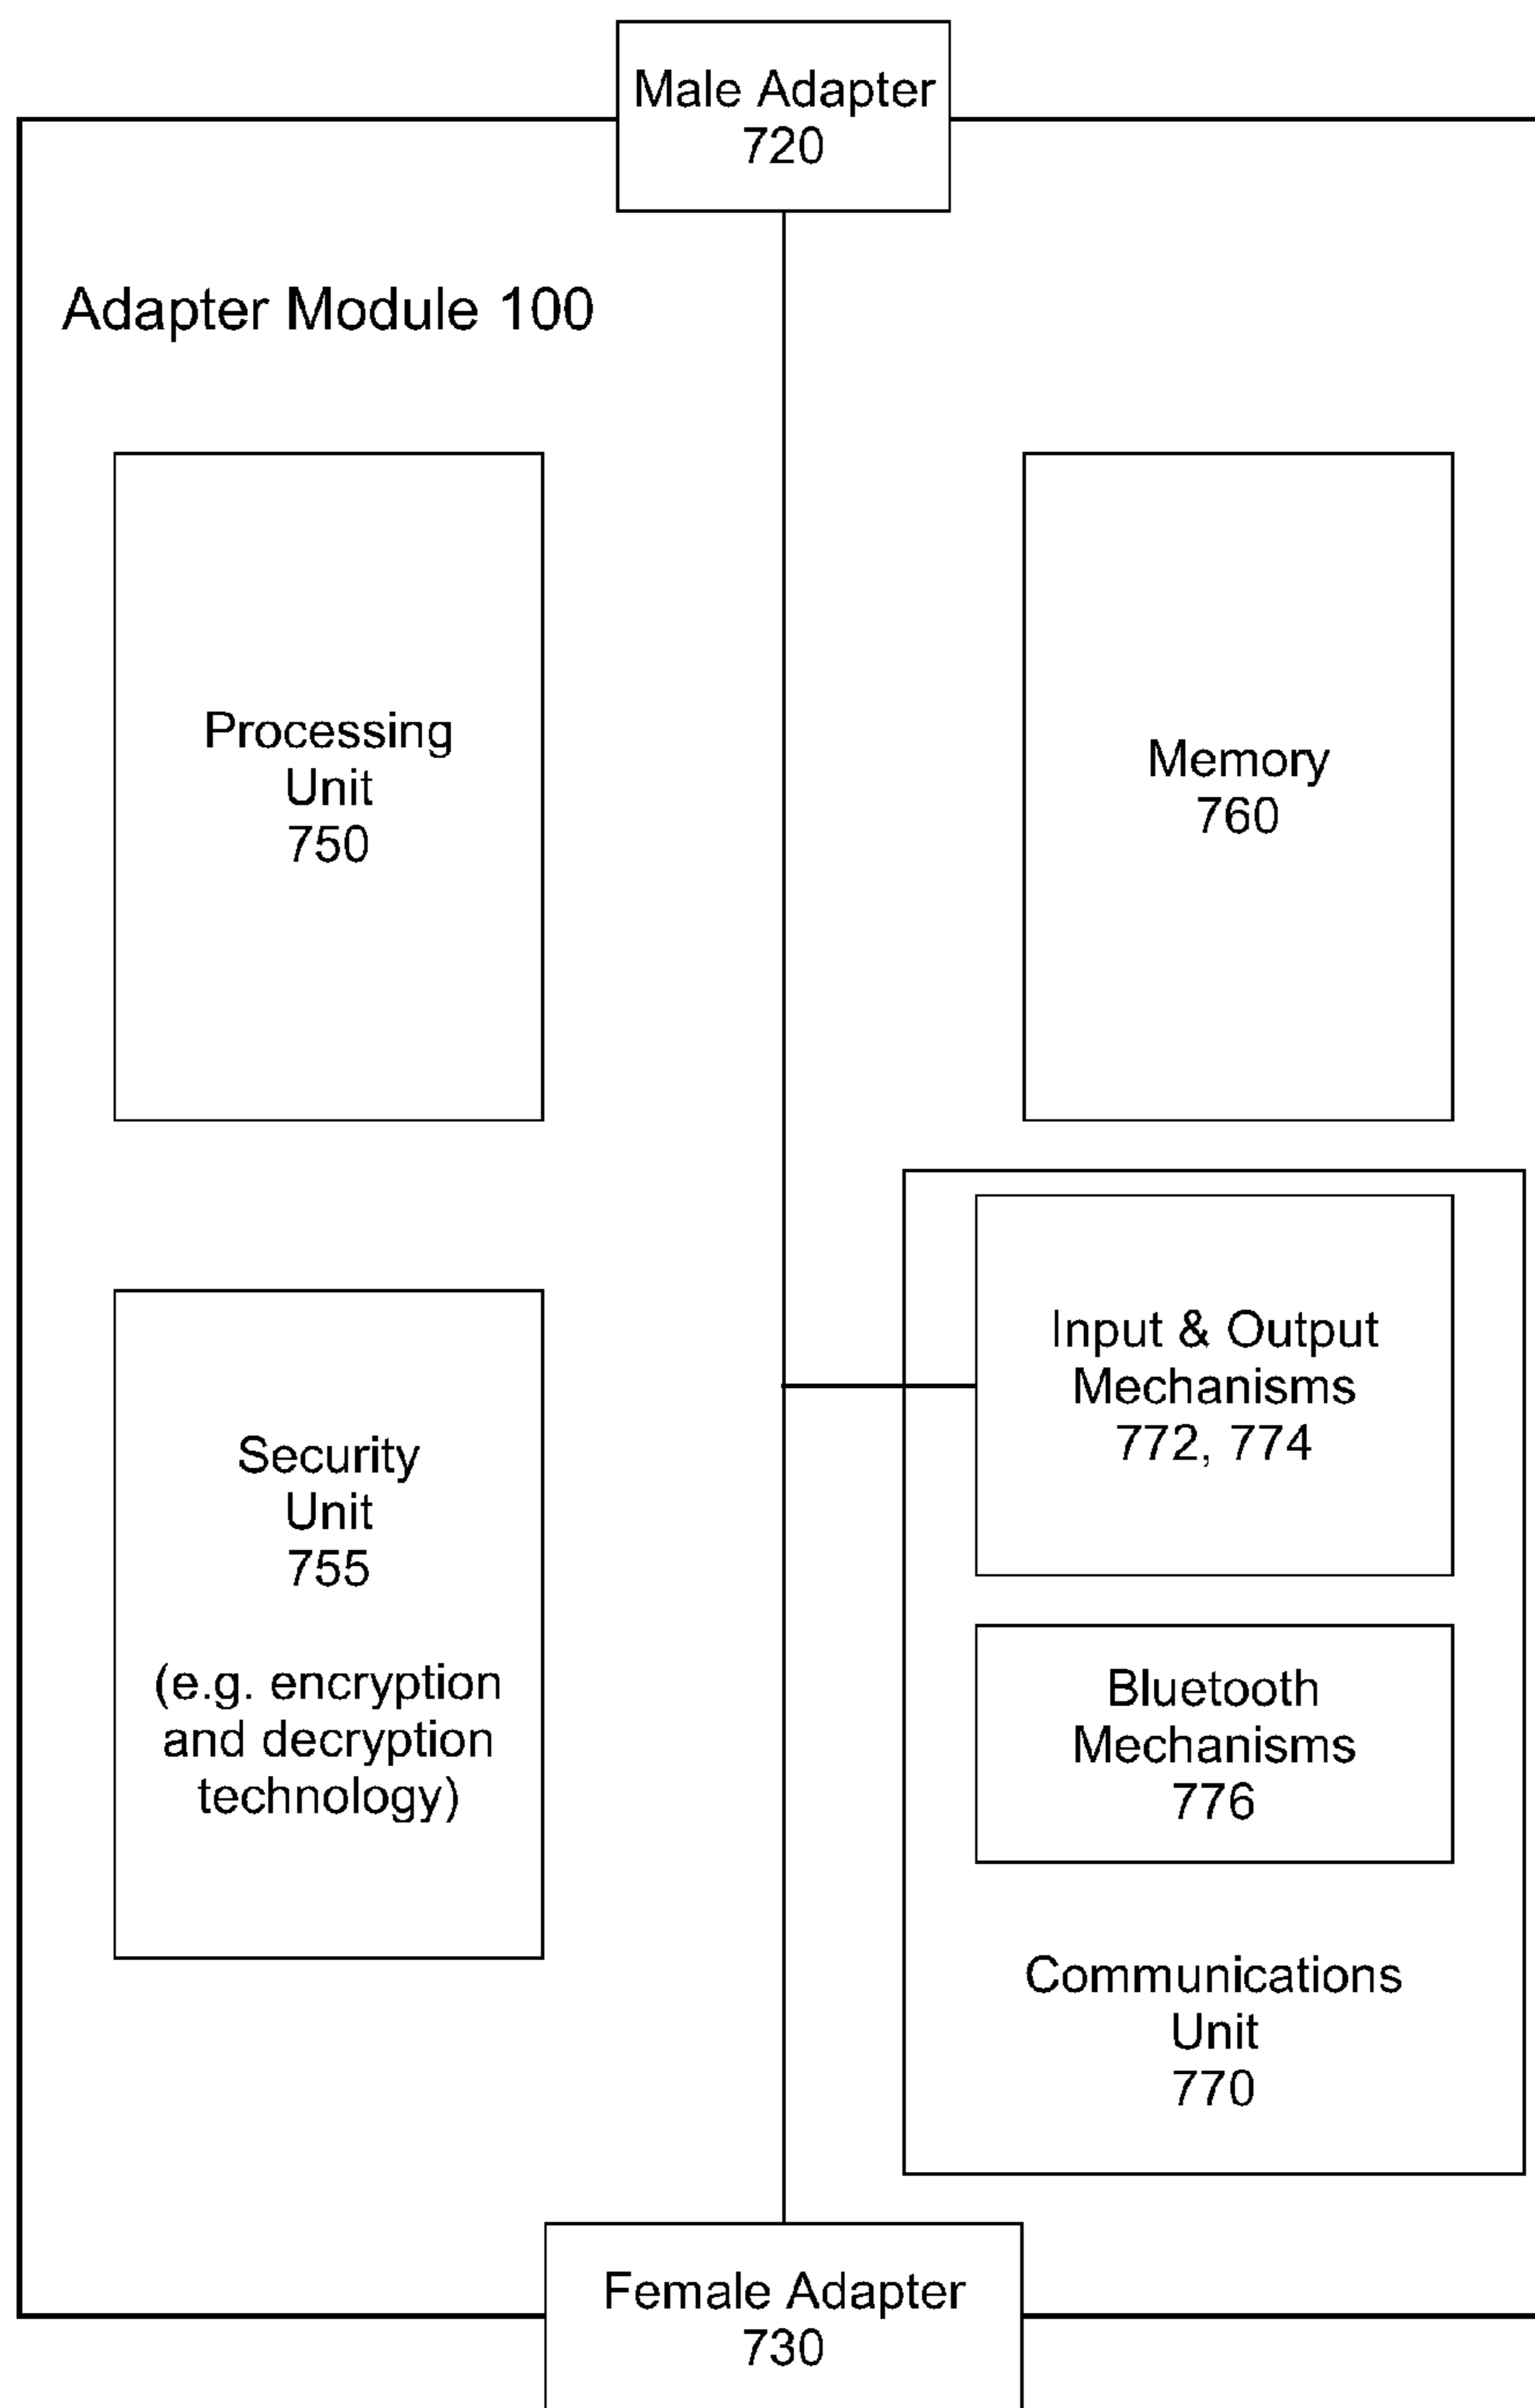 Male Adapter
720
Adapter Module 100
Processing
Unit
750
Memory
760
Input & Output
Mechanisms
772, 774
Security
Unit
755
(e.g. encryption
and decryption
technology)
Bluetooth
Mechanisms
776
Communications
Unit
770
Female Adapter
730